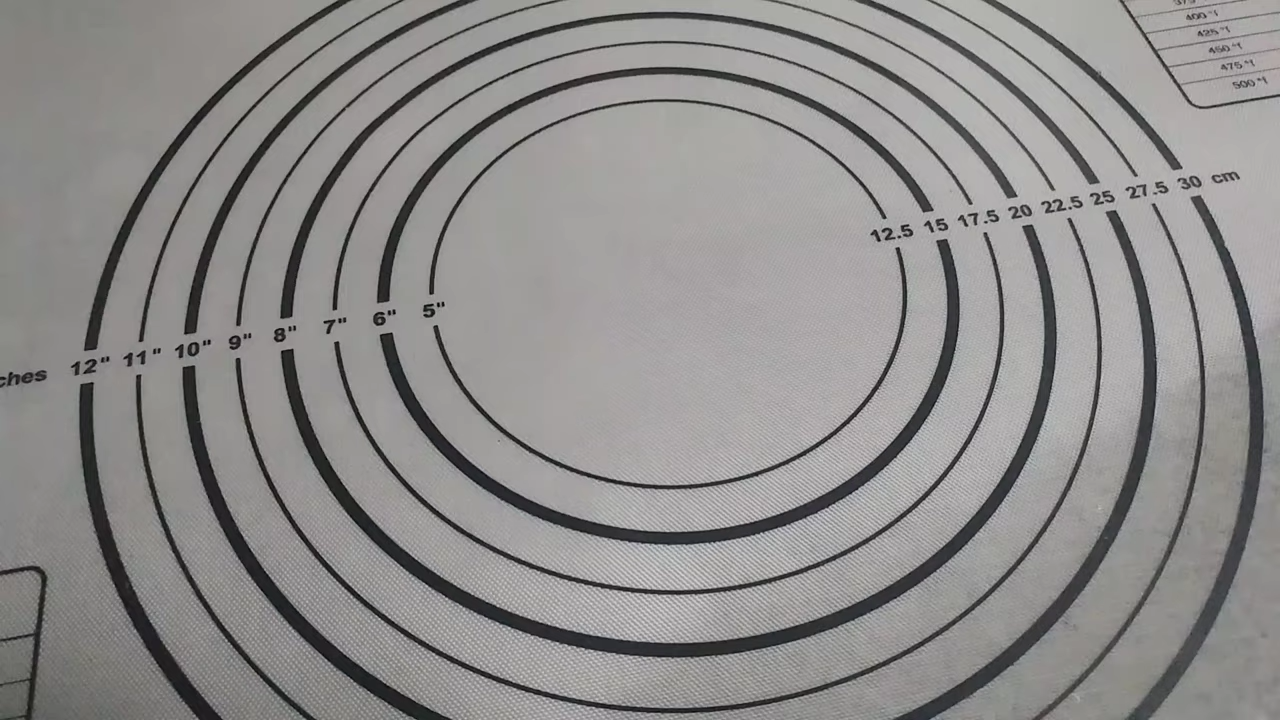 400 °f
425 °f
450 °f
475 °f
500 °f
12.5 15 17.5 20 22.5 25 27.5 30 cm
12" 11" 10" 9" 8" 7" 6" 5"